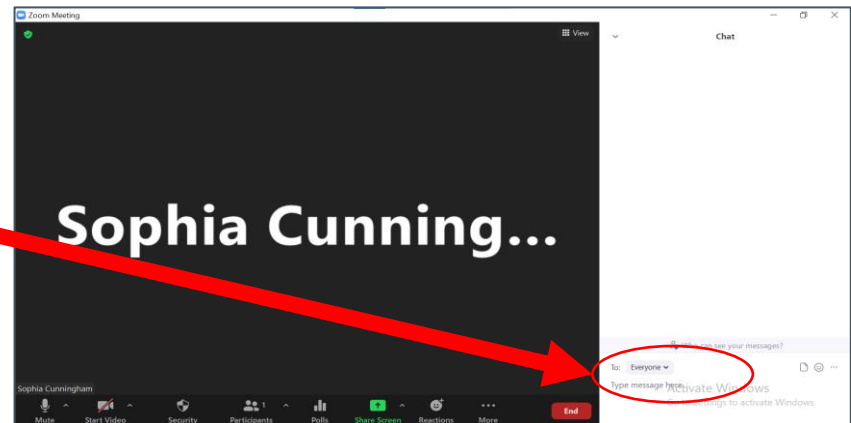 Zoom Meeting
View
Chat
Sophia Cunning...
Who can see your messages?
To: Everyone
Type message here...
Activate Windows
Go to Settings to activate Windows.
Sophia Cunningham
Mute
Start Video
Security
1
Participants
Polls
Share Screen
Reactions
More
End